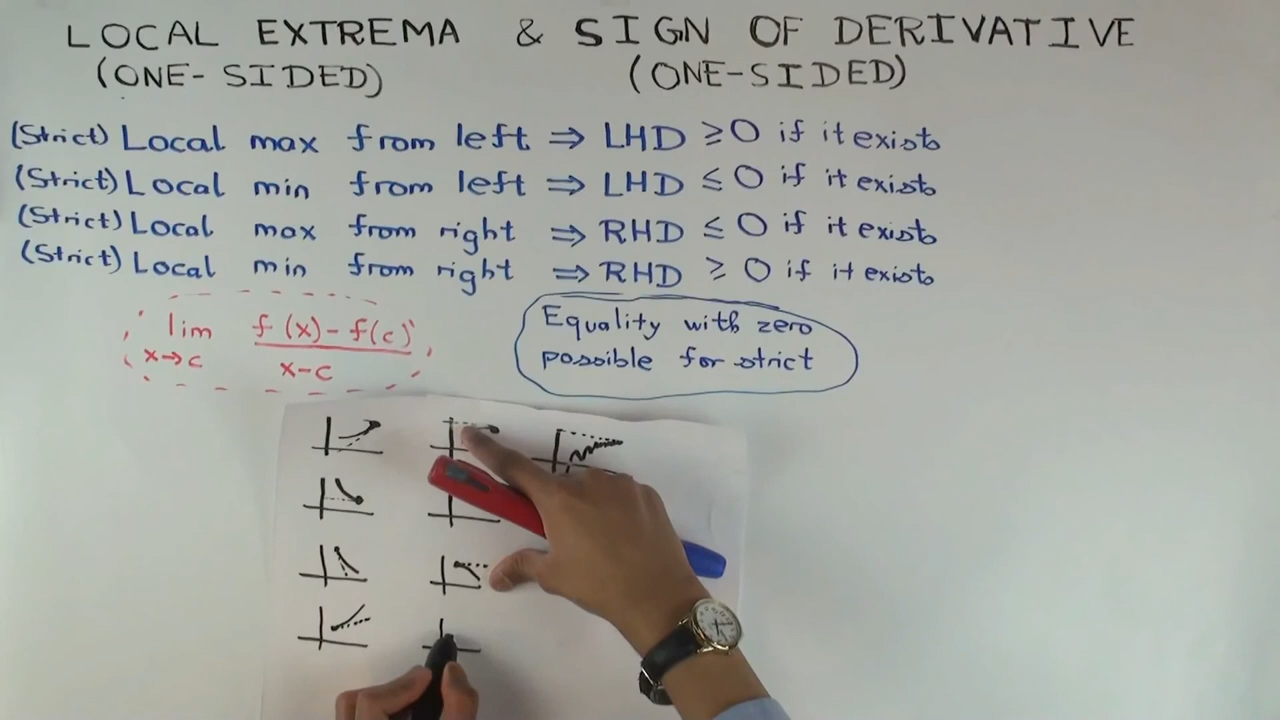 LOCAL EXTREMA & SIGN OF DERIVATIVE
(ONE-SIDED) (ONE-SIDED)
(Strict) Local max from left ⇒ LHD ≥0 if it exists
(Strict) Local min from left ⇒ LHD ≤0 if it exists
(Strict) Local max from right ⇒ RHD ≤0 if it exists
(Strict) Local min from right ⇒ RHD ≥0 if it exists
lim f(x)-f(c)
x→c x-c
Equality with zero
possible for strict